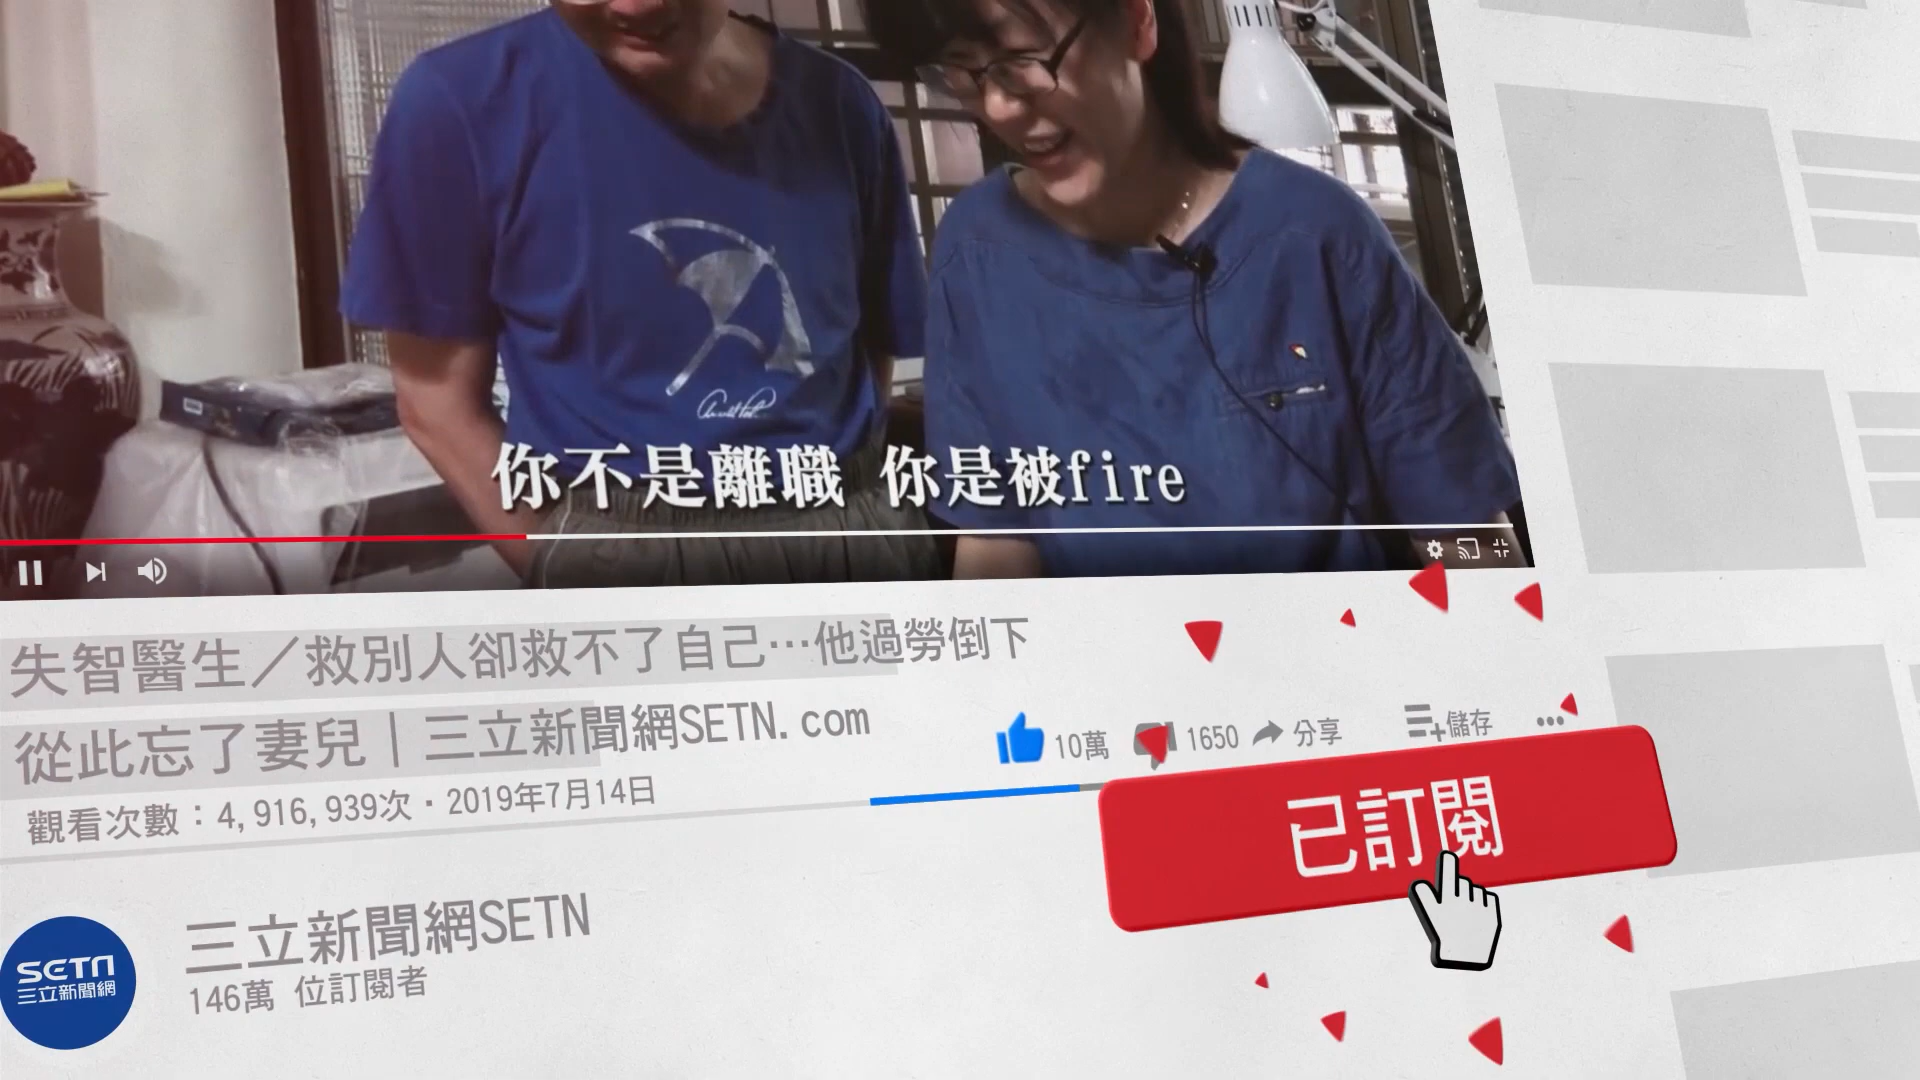 你不是離職 你是被fire
失智醫生／救別人卻救不了自己…他過勞倒下
從此忘了妻兒｜三立新聞網SETN.com
10萬 1650 分享 儲存
觀看次數：4,916,939次・2019年7月14日
已訂閱
三立新聞網SETN
146萬 位訂閱者
SETN
三立新聞網